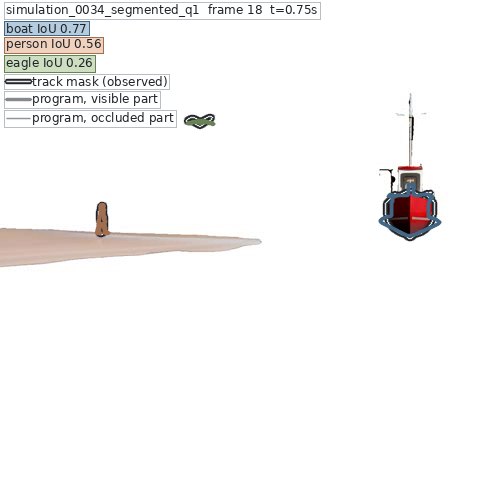 simulation_0034_segmented_q1 frame 18 t=0.75s
boat IoU 0.77
person IoU 0.56
eagle IoU 0.26
track mask (observed)
program, visible part
program, occluded part